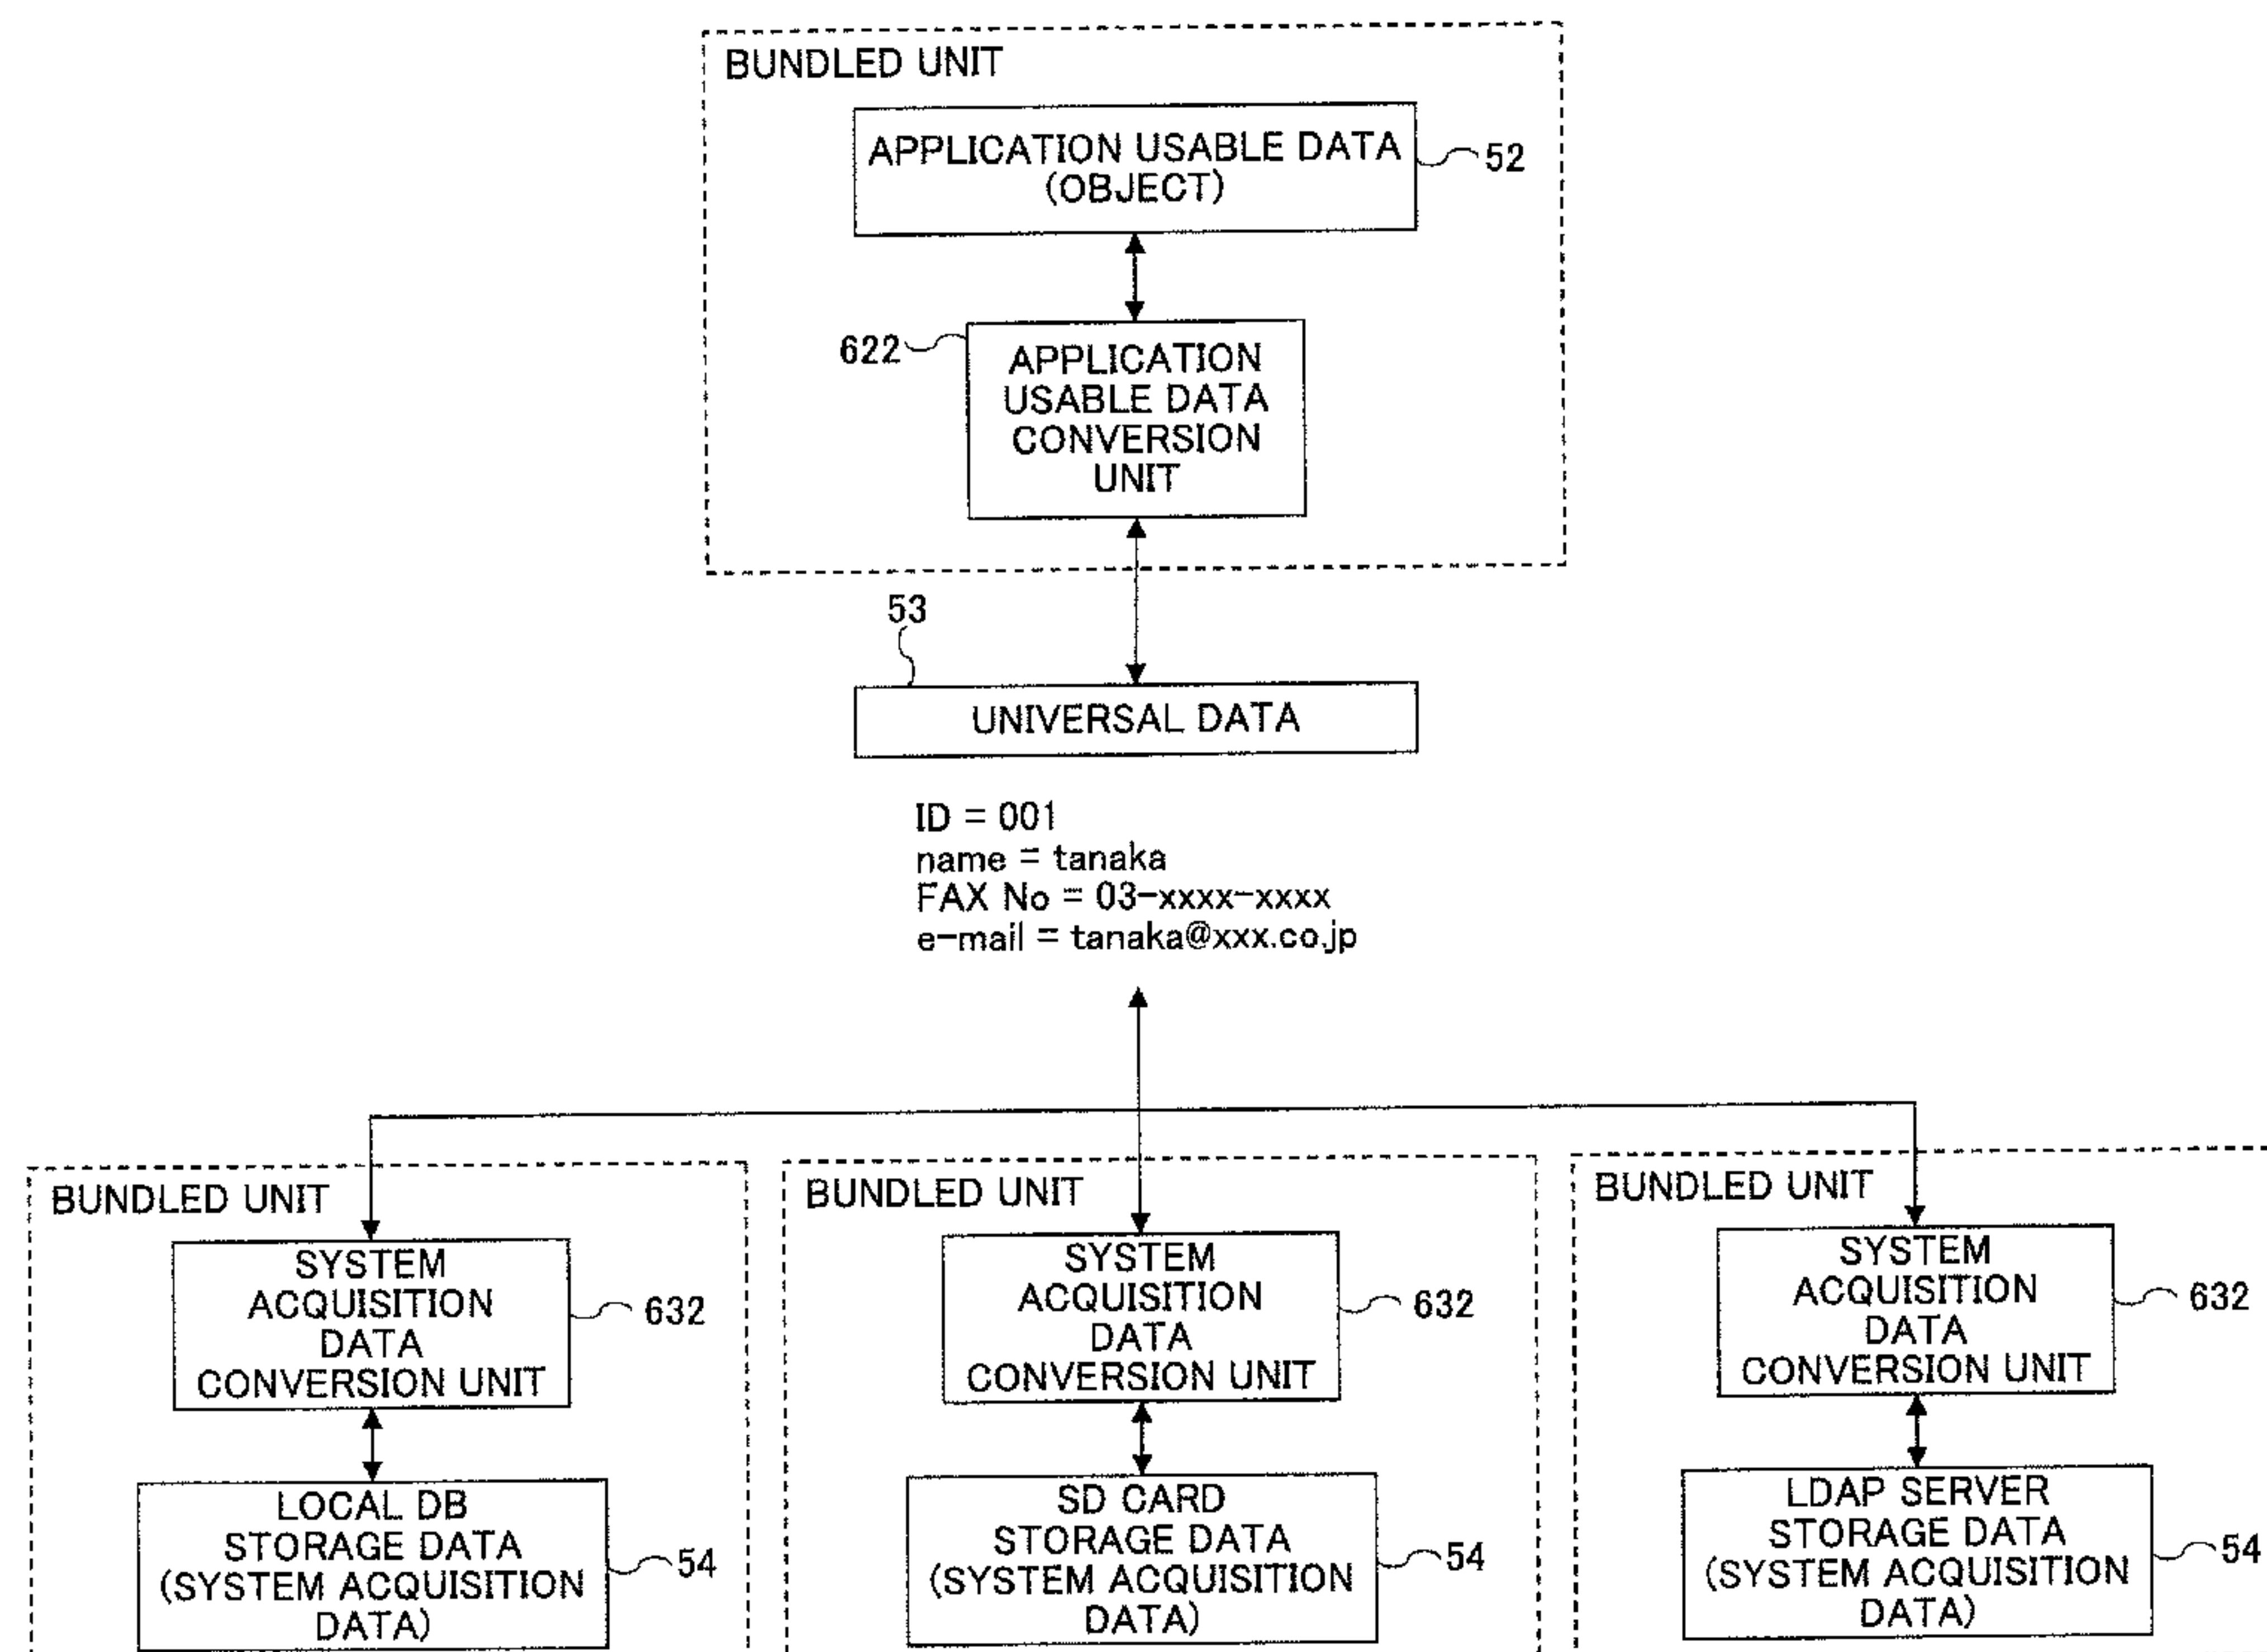 BUNDLED UNIT
APPLICATION USABLE DATA
(OBJECT)
52
622
APPLICATION
USABLE DATA
CONVERSION
UNIT
53
UNIVERSAL DATA
ID = 001
name = tanaka
FAX No = 03-xxxx-xxxx
e-mail = tanaka@xxx.co.jp
BUNDLED UNIT
SYSTEM
ACQUISITION
DATA
CONVERSION UNIT
632
LOCAL DB
STORAGE DATA
(SYSTEM ACQUISITION
DATA)
54
BUNDLED UNIT
SYSTEM
ACQUISITION
DATA
CONVERSION UNIT
632
SD CARD
STORAGE DATA
(SYSTEM ACQUISITION
DATA)
54
BUNDLED UNIT
SYSTEM
ACQUISITION
DATA
CONVERSION UNIT
632
LDAP SERVER
STORAGE DATA
(SYSTEM ACQUISITION
DATA)
54